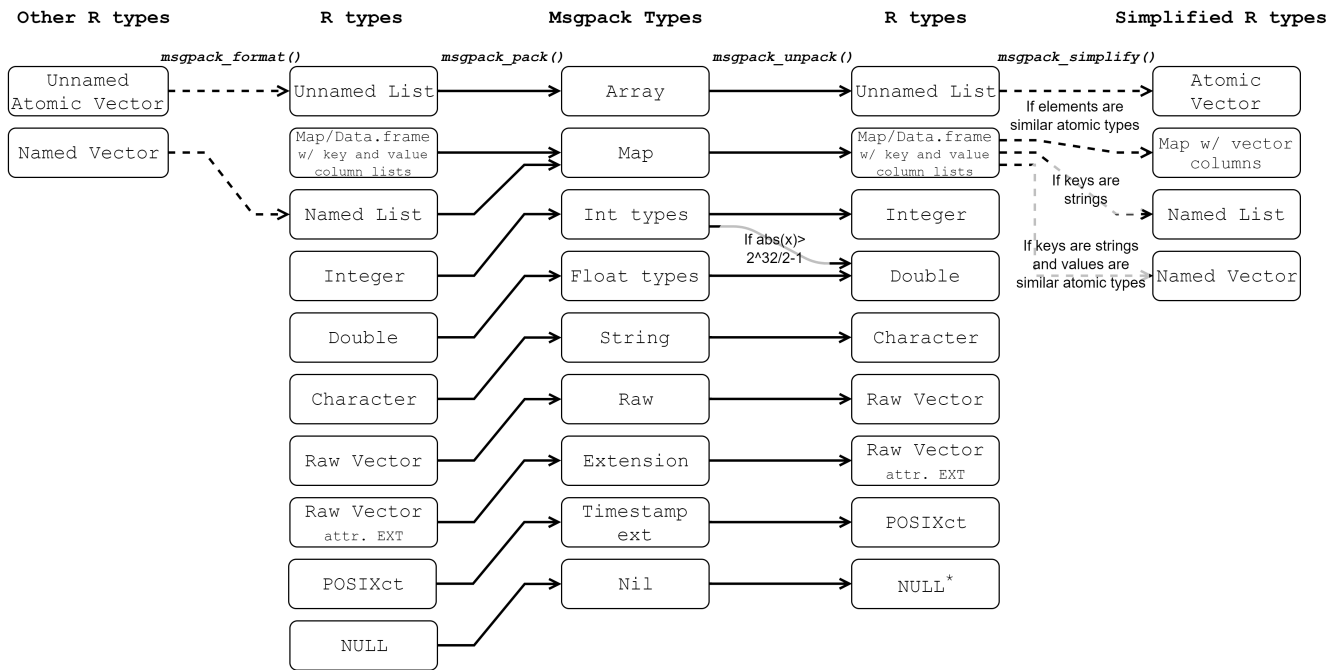 Other R types
R types
Msgpack Types
R types
Simplified R types
msgpack_format()
msgpack_pack()
msgpack_unpack()
msgpack_simplify()
Unnamed
Atomic Vector
Unnamed List
Array
Unnamed List
Atomic
Vector
If elements are
similar atomic types
Named Vector
Map/Data.frame
w/ key and value
column lists
Map
Map/Data.frame
w/ key and value
column lists
Map w/ vector
columns
If keys are
strings
Named List
Int types
Integer
Named List
If abs(x)>
2^32/2-1
If keys are strings
and values are
similar atomic types
Integer
Float types
Double
Named Vector
Double
String
Character
Character
Raw
Raw Vector
Raw Vector
Extension
Raw Vector
attr. EXT
Raw Vector
attr. EXT
Timestamp
ext
POSIXct
POSIXct
Nil
NULL*
NULL